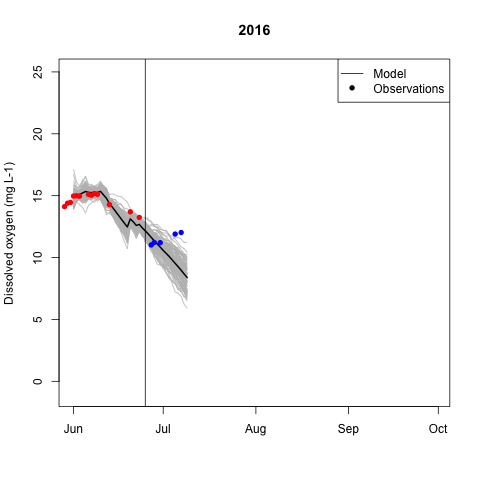 2016
Model
Observations
Dissolved oxygen (mg L-1)
25
20
15
10
5
0
Jun
Jul
Aug
Sep
Oct